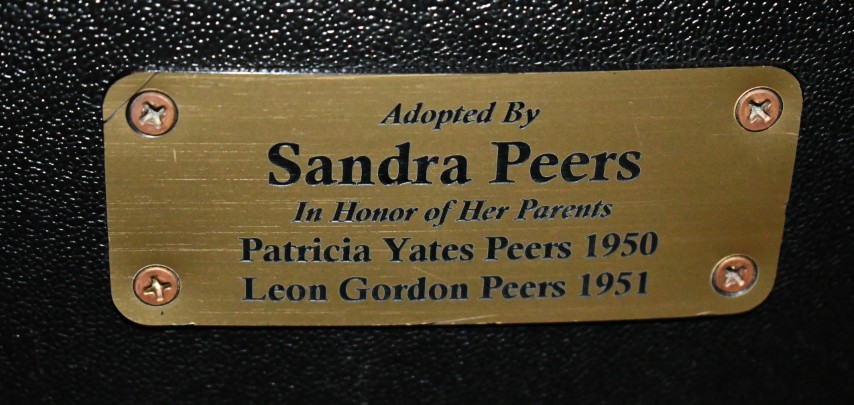 Adopted By
Sandra Peers
In Honor of Her Parents
Patricia Yates Peers 1950
Leon Gordon Peers 1951